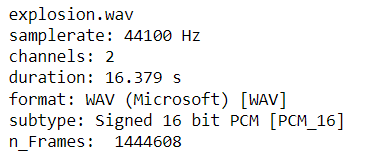 explosion.wav
samplerate: 44100 Hz
channels: 2
duration: 16.379 s
format: WAV (Microsoft) [WAV]
subtype: Signed 16 bit PCM [PCM_16]
n_Frames:  1444608